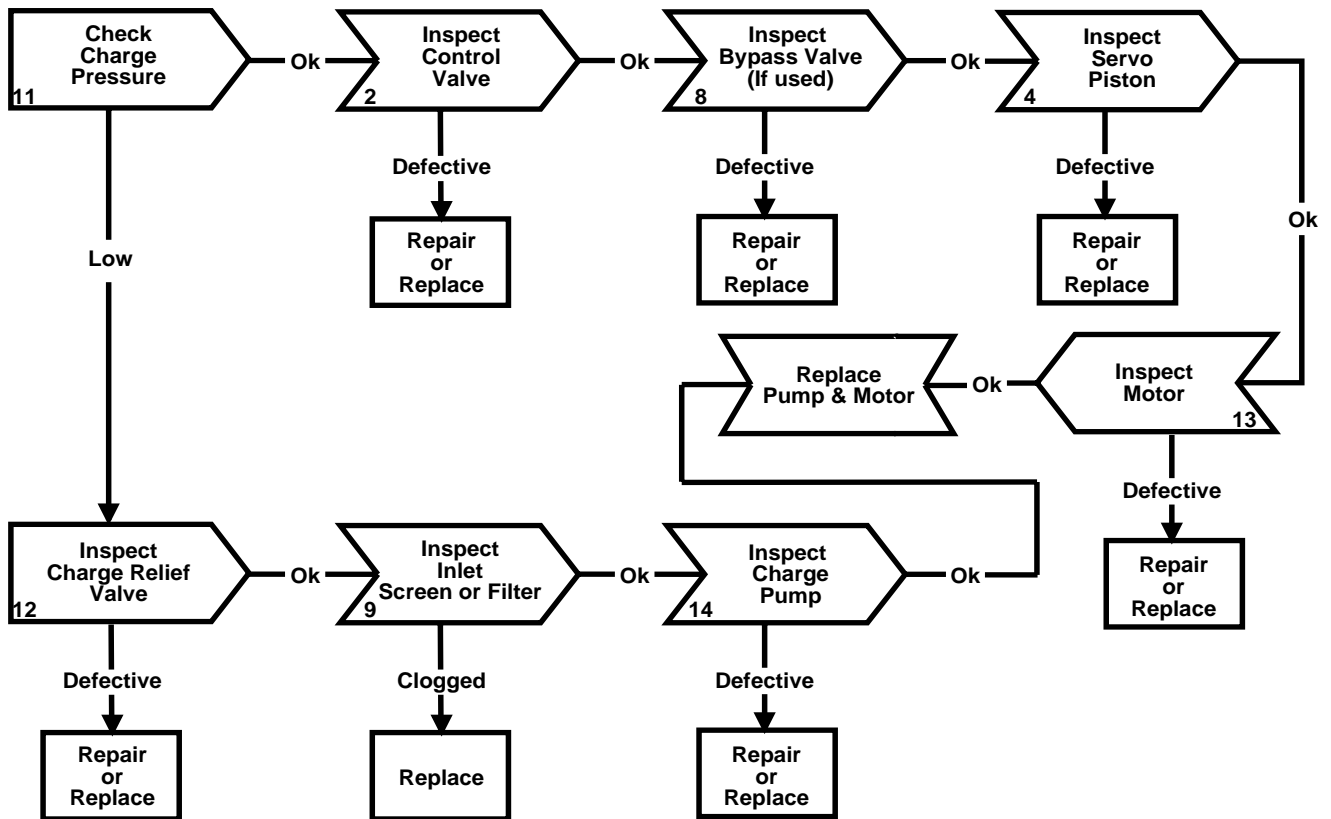 Check
Charge
Pressure
11
Ok
Inspect
Control
Valve
2
Ok
Inspect
Bypass Valve
(If used)
8
Ok
Inspect
Servo
Piston
4
Defective
Repair
or
Replace
Defective
Repair
or
Replace
Defective
Repair
or
Replace
Ok
Low
Replace
Pump & Motor
Ok
Inspect
Motor
13
Defective
Repair
or
Replace
Inspect
Charge Relief
Valve
12
Ok
Inspect
Inlet
Screen or Filter
9
Ok
Inspect
Charge
Pump
14
Ok
Defective
Repair
or
Replace
Clogged
Replace
Defective
Repair
or
Replace